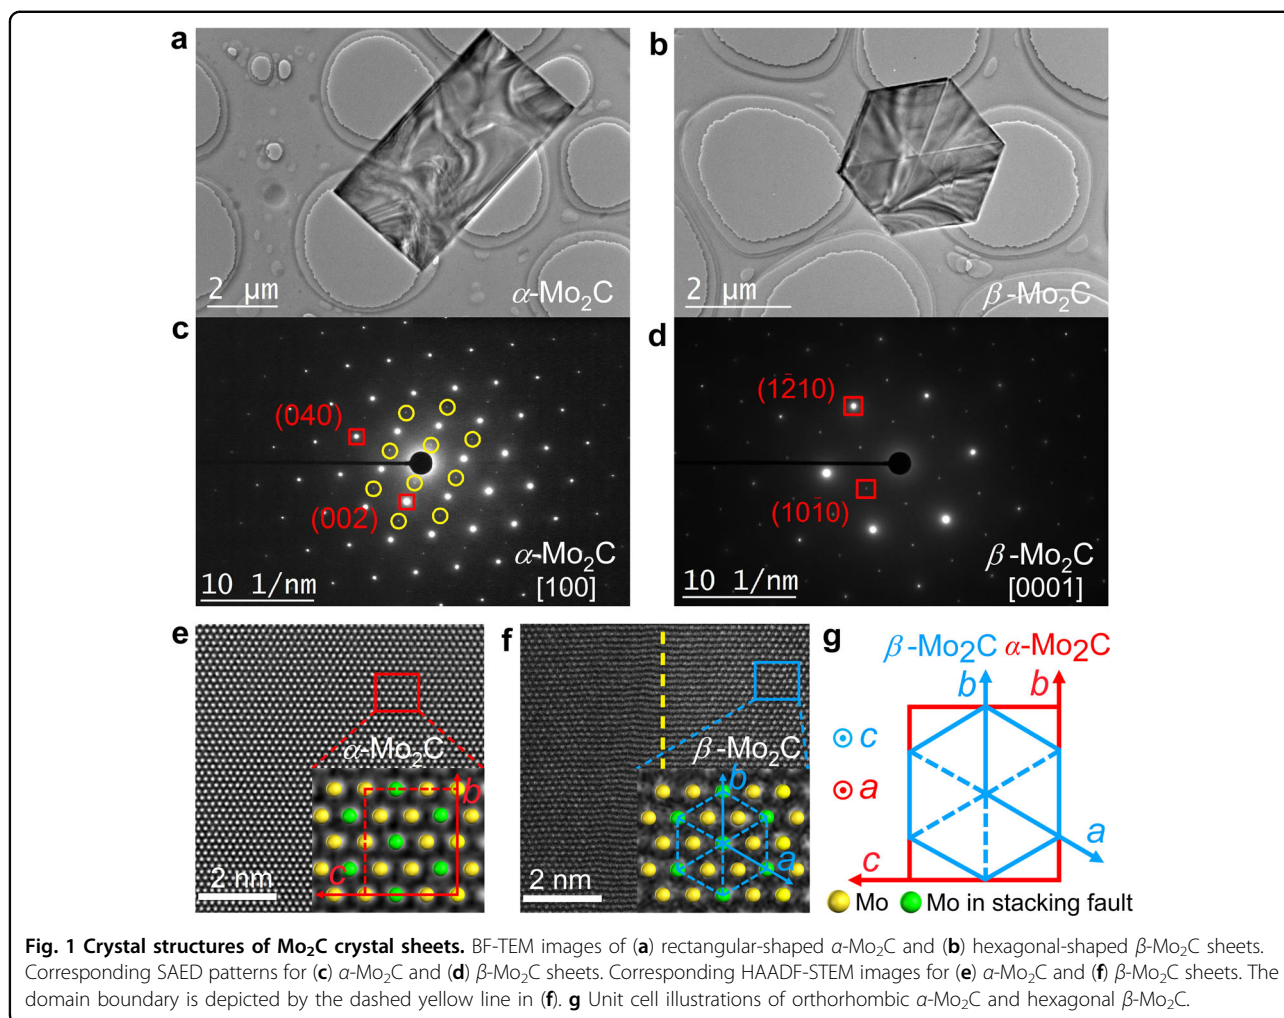 a
b
2 μm
α-Mo₂C
2 μm
β-Mo₂C
c
d
(040)
(002)
10 1/nm
α-Mo₂C
[100]
(12̄10)
(101̄0)
10 1/nm
β-Mo₂C
[0001]
e
f
g
α-Mo₂C
b
c
2 nm
β-Mo₂C
b
a
2 nm
β-Mo₂C α-Mo₂C
b b
c
a
a
c
Mo Mo in stacking fault
Fig. 1 Crystal structures of Mo₂C crystal sheets. BF-TEM images of (a) rectangular-shaped α-Mo₂C and (b) hexagonal-shaped β-Mo₂C sheets.
Corresponding SAED patterns for (c) α-Mo₂C and (d) β-Mo₂C sheets. Corresponding HAADF-STEM images for (e) α-Mo₂C and (f) β-Mo₂C sheets. The
domain boundary is depicted by the dashed yellow line in (f). g Unit cell illustrations of orthorhombic α-Mo₂C and hexagonal β-Mo₂C.